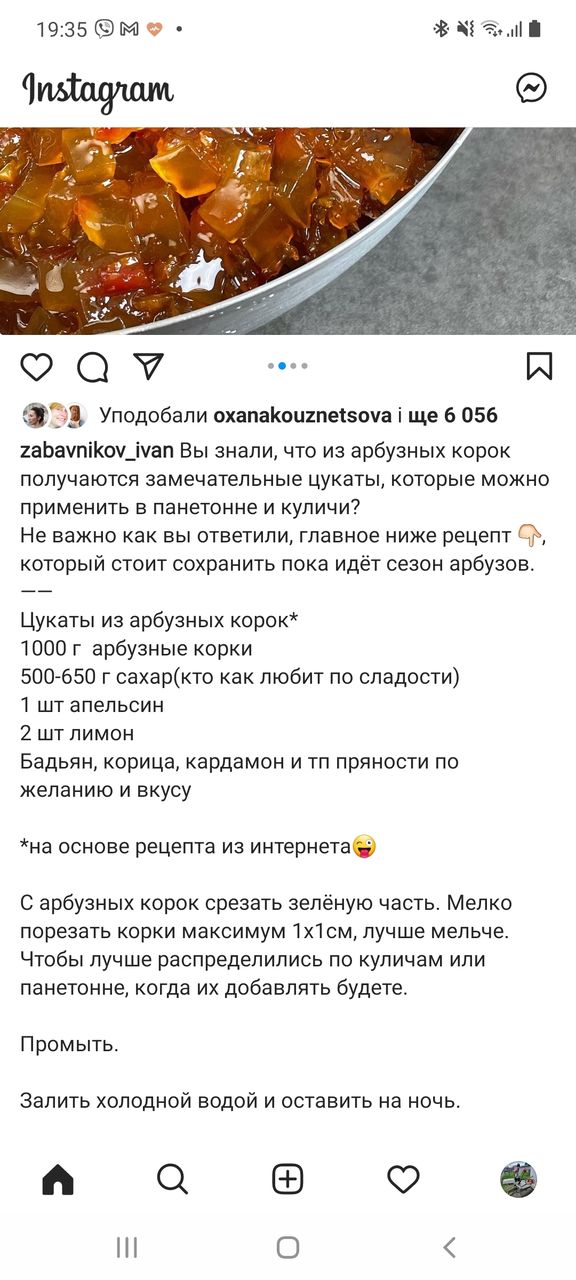 19:35
Instagram
Уподобали oxanakouznetsova і ще 6 056
zabavnikov_ivan Вы знали, что из арбузных корок
получаются замечательные цукаты, которые можно
применить в панетонне и куличи?
Не важно как вы ответили, главное ниже рецепт 👇🏻,
который стоит сохранить пока идёт сезон арбузов.
——
Цукаты из арбузных корок*
1000 г  арбузные корки
500-650 г сахар(кто как любит по сладости)
1 шт апельсин
2 шт лимон
Бадьян, корица, кардамон и тп пряности по
желанию и вкусу
*на основе рецепта из интернета😜
С арбузных корок срезать зелёную часть. Мелко
порезать корки максимум 1х1см, лучше мельче.
Чтобы лучше распределились по куличам или
панетонне, когда их добавлять будете.
Промыть.
Залить холодной водой и оставить на ночь.